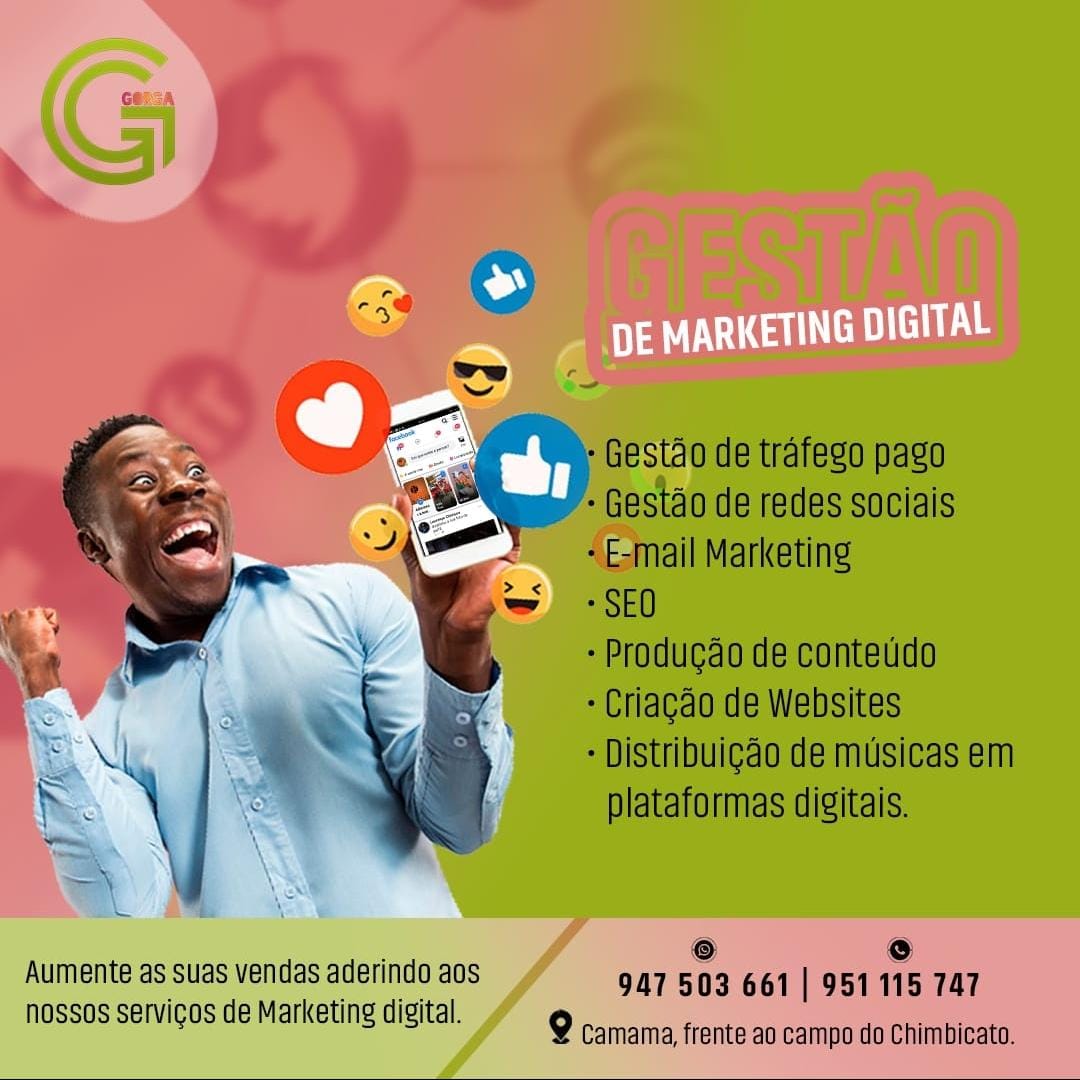 GORGA
GESTÃO
DE MARKETING DIGITAL
• Gestão de tráfego pago
• Gestão de redes sociais
• E-mail Marketing
• SEO
• Produção de conteúdo
• Criação de Websites
• Distribuição de músicas em
plataformas digitais.
facebook
Aumente as suas vendas aderindo aos
nossos serviços de Marketing digital.
947 503 661 | 951 115 747
Camama, frente ao campo do Chimbicato.